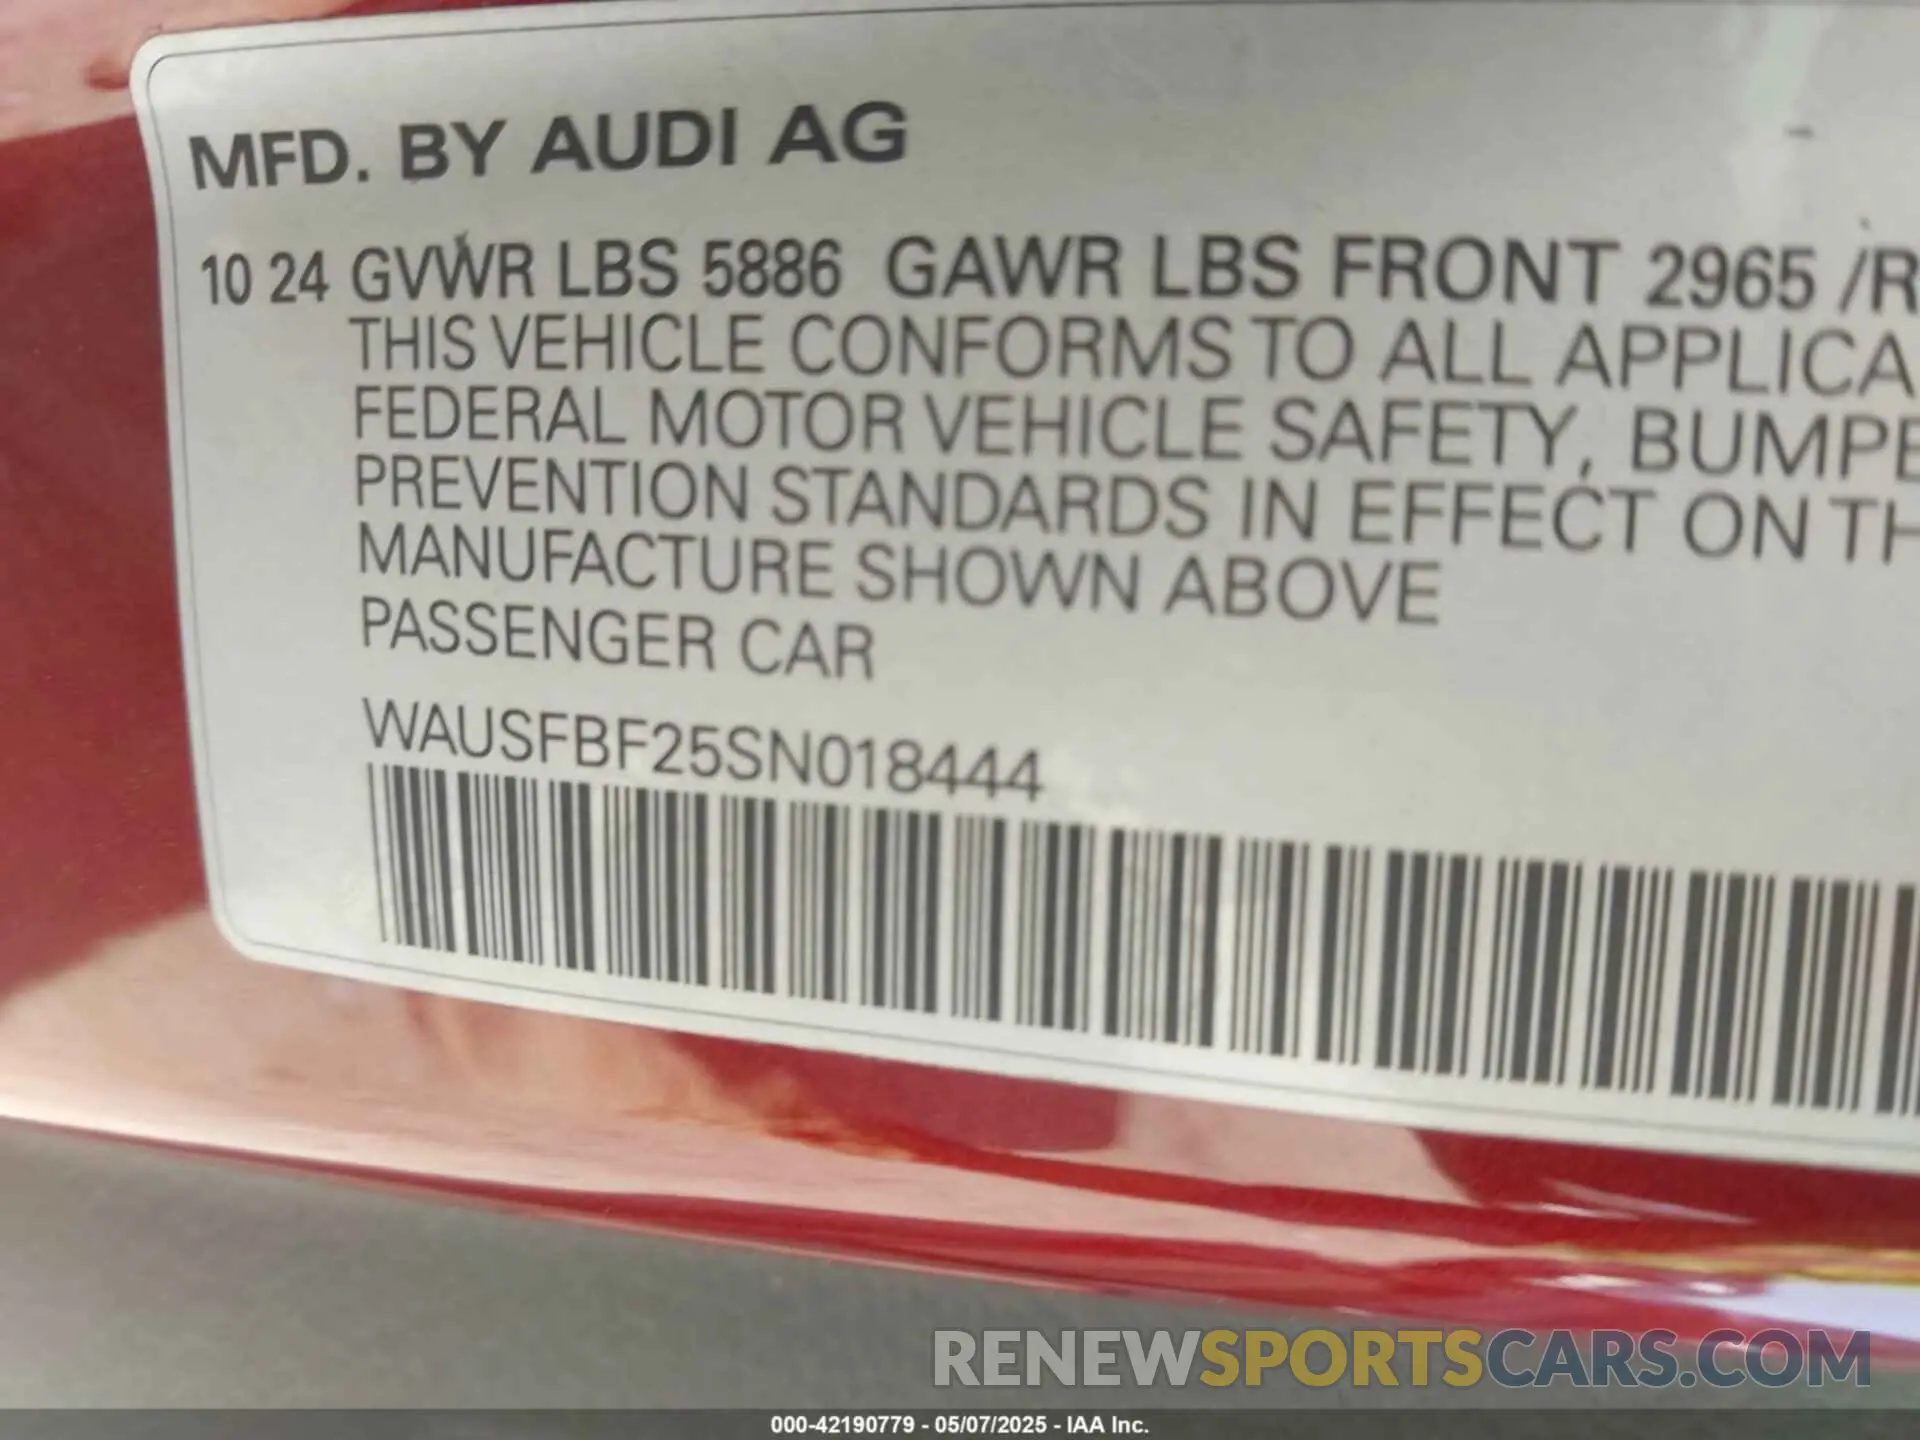 MFD. BY AUDI AG
10 24 GVWR LBS 5886 GAWR LBS FRONT 2965 /R
THIS VEHICLE CONFORMS TO ALL APPLICA
FEDERAL MOTOR VEHICLE SAFETY, BUMPE
PREVENTION STANDARDS IN EFFECT ON TH
MANUFACTURE SHOWN ABOVE
PASSENGER CAR
WAUSFBF25SN018444
RENEWSPORTSCARS.COM
000-42190779 - 05/07/2025 - IAA Inc.